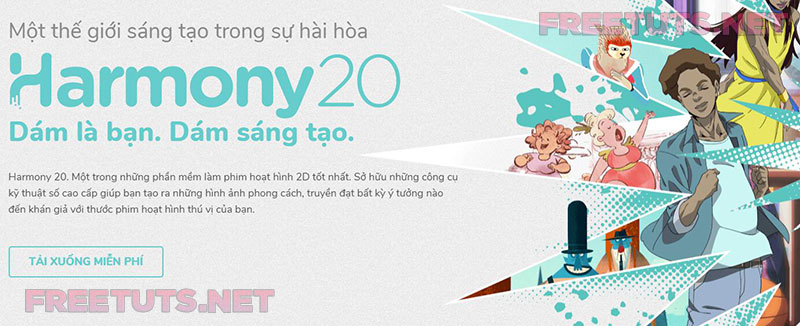 FREETUTS.NET
Một thế giới sáng tạo trong sự hài hòa
Harmony 20
Dám là bạn. Dám sáng tạo.
Harmony 20. Một trong những phần mềm làm phim hoạt hình 2D tốt nhất. Sở hữu những công cụ
kỹ thuật số cao cấp giúp bạn tạo ra những hình ảnh phong cách, truyền đạt bất kỳ ý tưởng nào
đến khán giả với thước phim hoạt hình thú vị của bạn.
TẢI XUỐNG MIỄN PHÍ
FREETUTS.NET